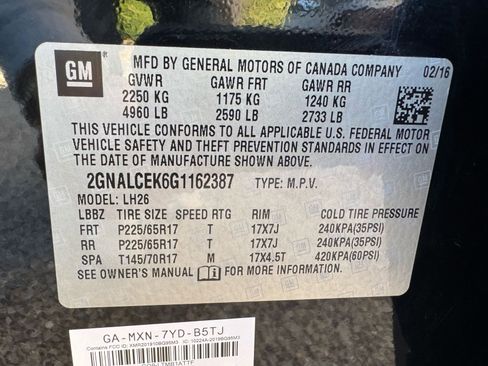 GM
MFD BY GENERAL MOTORS OF CANADA COMPANY 02/16
GVWR GAWR FRT GAWR RR
2250 KG 1175 KG 1240 KG
4960 LB 2590 LB 2733 LB
THIS VEHICLE CONFORMS TO ALL APPLICABLE U.S. FEDERAL MOTOR
VEHICLE SAFETY AND THEFT PREVENTION STANDARDS IN EFFECT ON
THE DATE OF MANUFACTURE SHOWN ABOVE.
2GNALCEK6G1162387 TYPE: M.P.V.
MODEL: LH26
LBBZ TIRE SIZE SPEED RTG RIM COLD TIRE PRESSURE
FRT P225/65R17 T 17X7J 240KPA(35PSI)
RR P225/65R17 T 17X7J 240KPA(35PSI)
SPA T145/70R17 M 17X4.5T 420KPA(60PSI)
SEE OWNER'S MANUAL FOR MORE INFORMATION.
GA-MXN-7YD-B5TJ
Contains FCC ID: